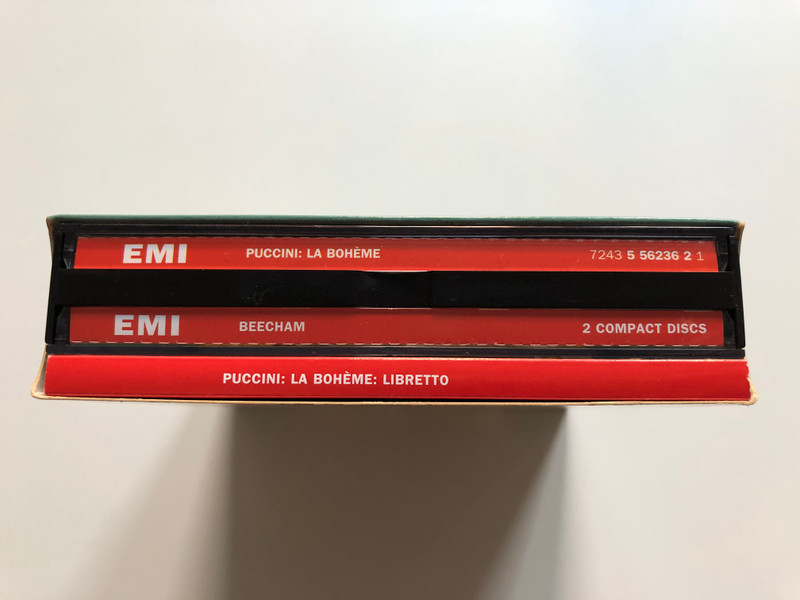 EMI PUCCINI: LA BOHÈME 7243 5 56236 2 1
EMI BEECHAM 2 COMPACT DISCS
PUCCINI: LA BOHÈME: LIBRETTO